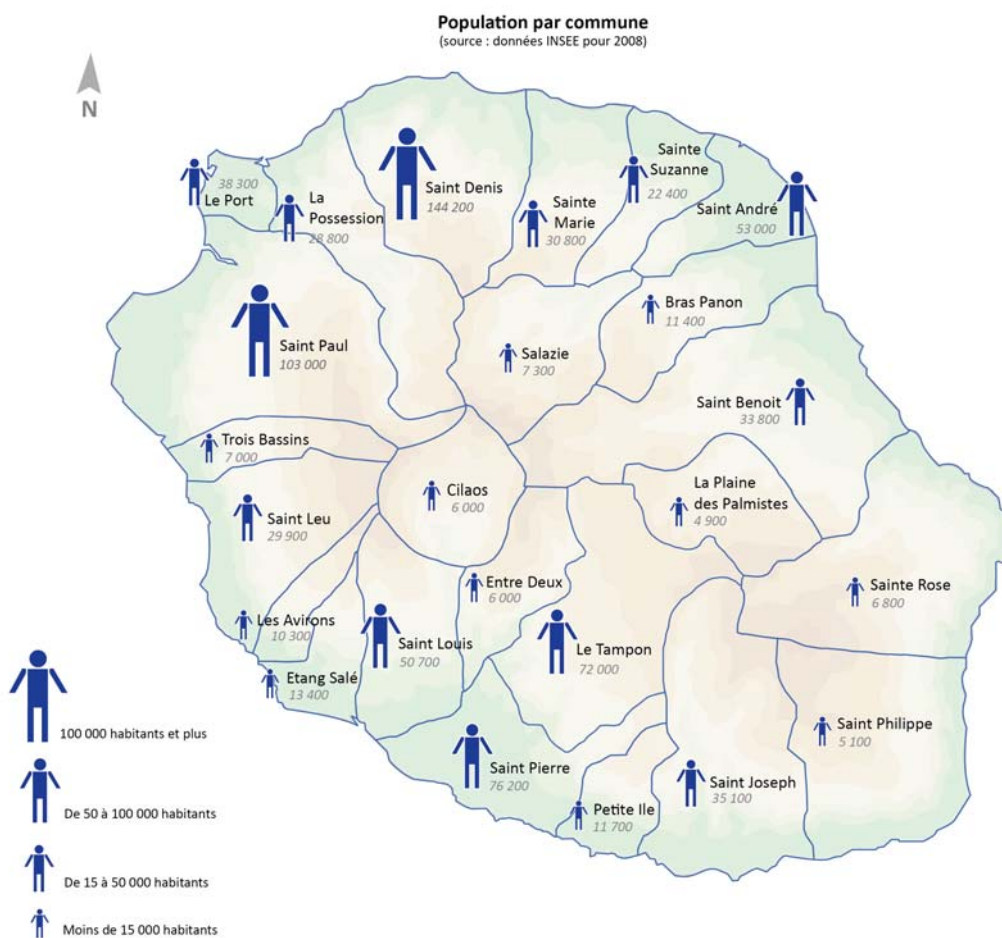 Population par commune
(source : données INSEE pour 2008)
N
38 300
Le Port
La
Possession
28 800
Saint Denis
144 200
Sainte
Marie
30 800
Sainte
Suzanne
22 400
Saint André
53 000
Saint Paul
103 000
Salazie
7 300
Bras Panon
11 400
Saint Benoit
33 800
Trois Bassins
7 000
Cilaos
6 000
La Plaine
des Palmistes
4 900
Saint Leu
29 900
Entre Deux
6 000
Sainte Rose
6 800
Les Avirons
10 300
Saint Louis
50 700
Le Tampon
72 000
Etang Salé
13 400
Saint Philippe
5 100
Saint Pierre
76 200
Petite Ile
11 700
Saint Joseph
35 100
100 000 habitants et plus
De 50 à 100 000 habitants
De 15 à 50 000 habitants
Moins de 15 000 habitants